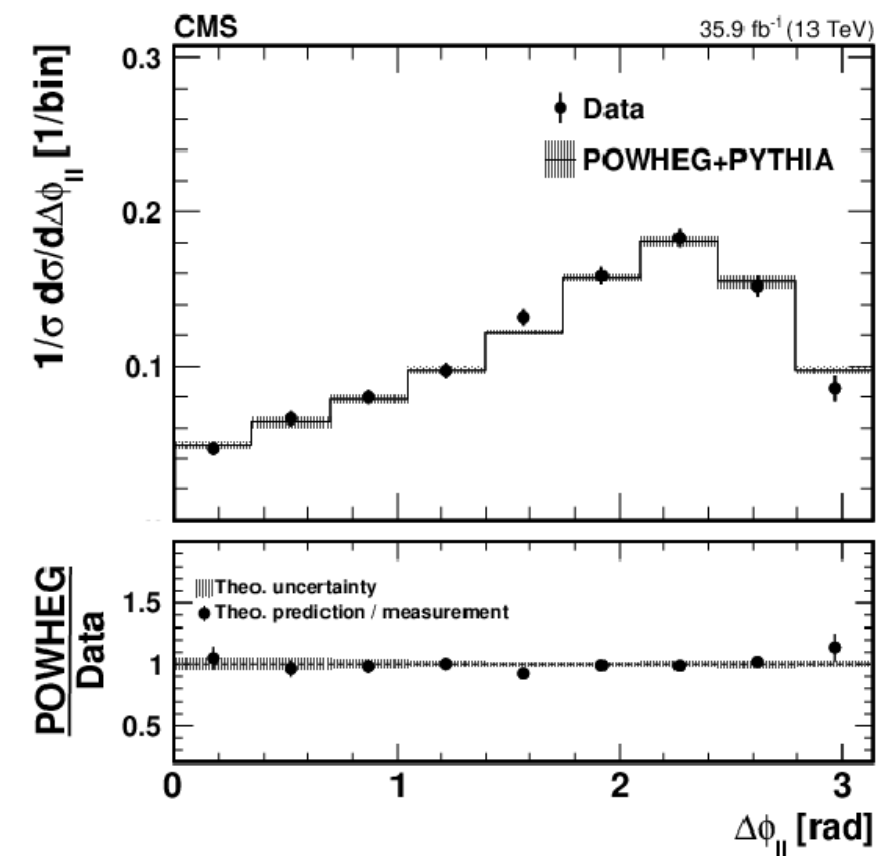 CMS
35.9 fb⁻¹ (13 TeV)
1/σ dσ/dΔϕ_ll [1/bin]
0.3
0.2
0.1
Data
POWHEG+PYTHIA
POWHEG
Data
1.5
1
0.5
Theo. uncertainty
Theo. prediction / measurement
0 1 2 3
Δϕ_ll [rad]